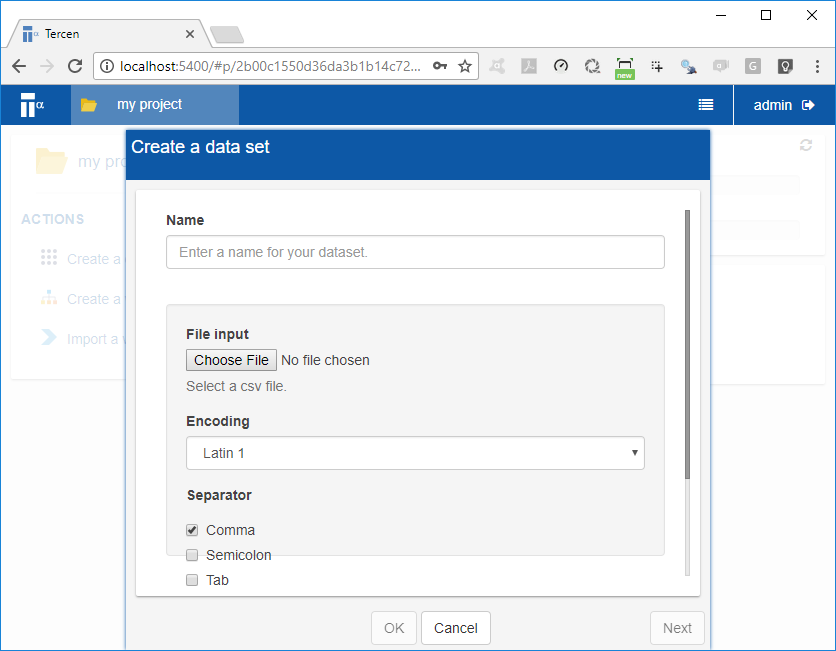 Tercen
localhost:5400/#p/2b00c1550d36da3b1b14c72...
new
G
my project
admin
Create a data set
my pro
ACTIONS
Create a
Create a
Import a
Name
Enter a name for your dataset.
File input
Choose File No file chosen
Select a csv file.
Encoding
Latin 1
Separator
Comma
Semicolon
Tab
OK
Cancel
Next